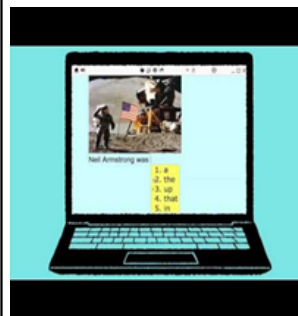 Neil Armstrong was
1. a
2. the
3. up
4. that
5. in